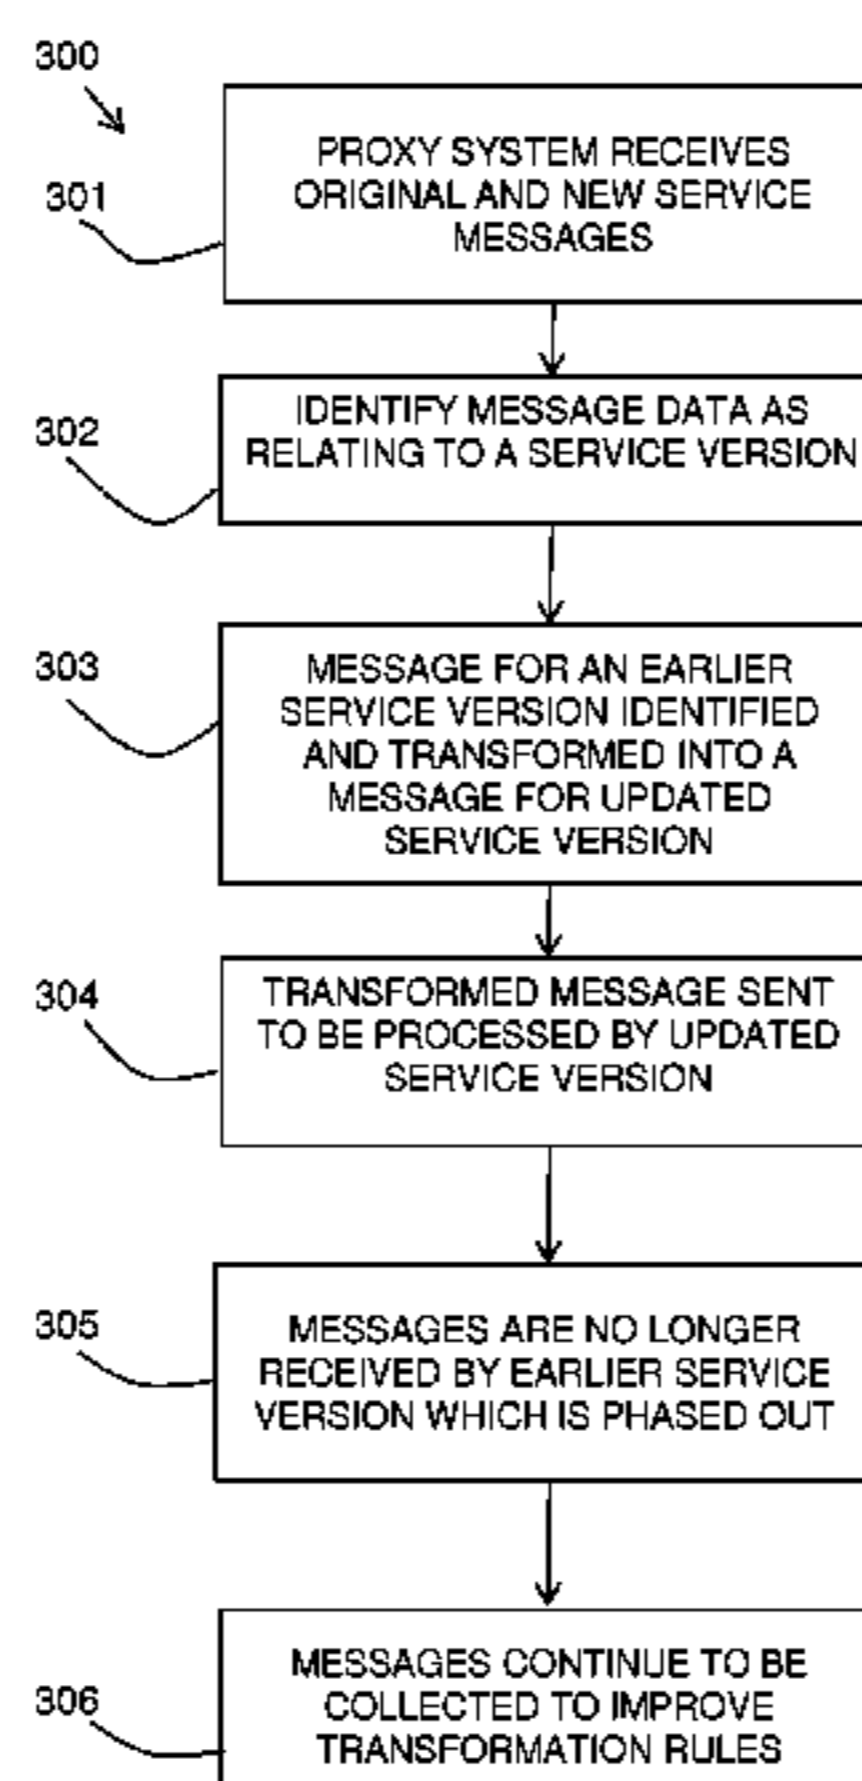 300
301
PROXY SYSTEM RECEIVES
ORIGINAL AND NEW SERVICE
MESSAGES
302
IDENTIFY MESSAGE DATA AS
RELATING TO A SERVICE VERSION
303
MESSAGE FOR AN EARLIER
SERVICE VERSION IDENTIFIED
AND TRANSFORMED INTO A
MESSAGE FOR UPDATED
SERVICE VERSION
304
TRANSFORMED MESSAGE SENT
TO BE PROCESSED BY UPDATED
SERVICE VERSION
305
MESSAGES ARE NO LONGER
RECEIVED BY EARLIER SERVICE
VERSION WHICH IS PHASED OUT
306
MESSAGES CONTINUE TO BE
COLLECTED TO IMPROVE
TRANSFORMATION RULES